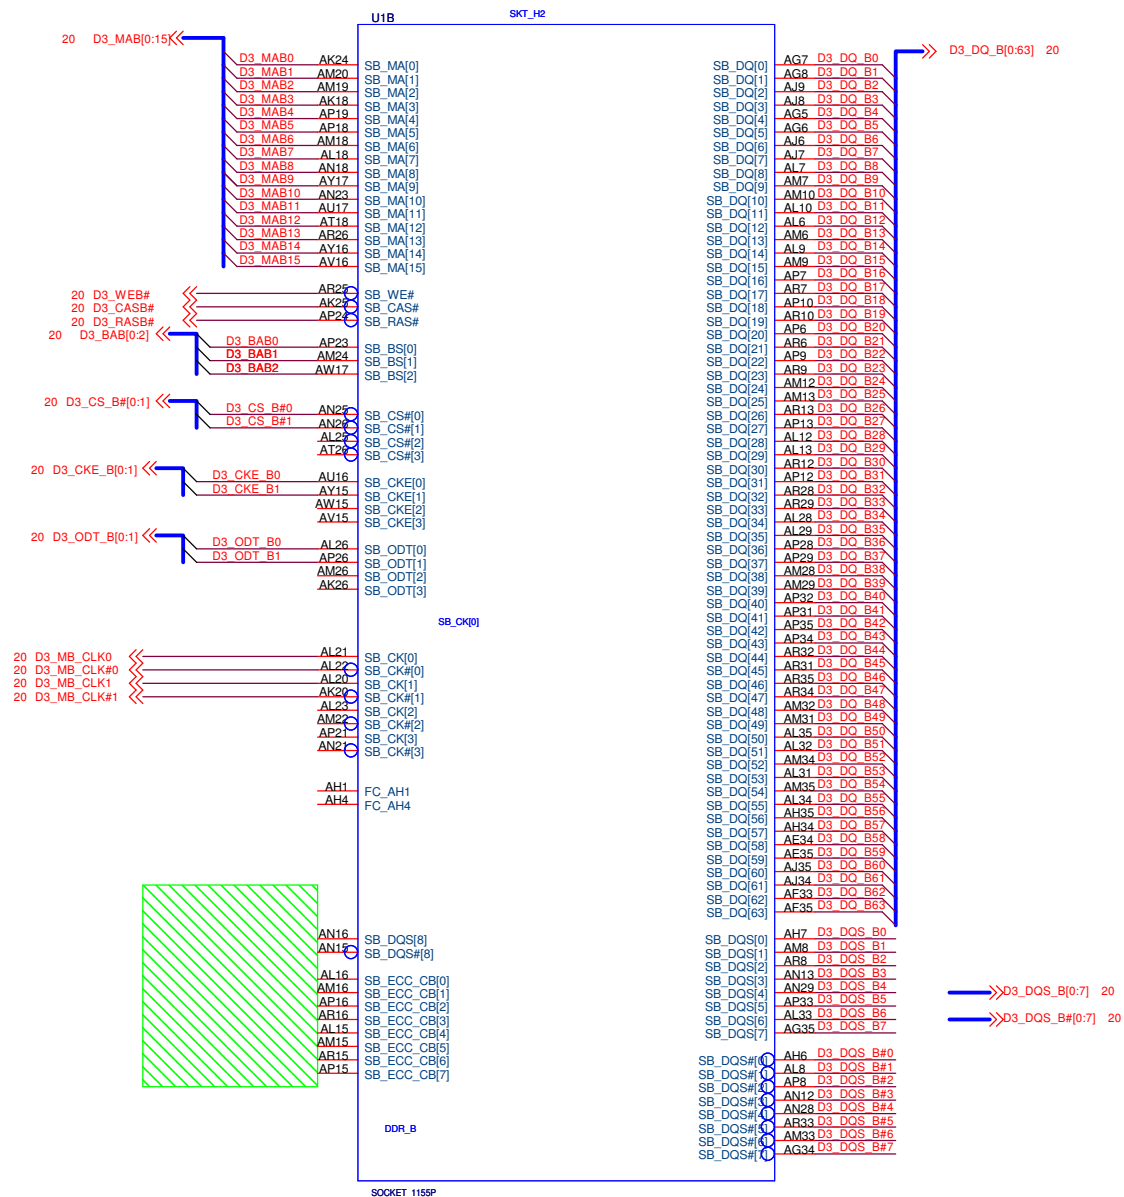 U1B
SKT_H2
20 D3_MAB[0:15]
D3_MAB0 AK24 SB_MA[0]
D3_MAB1 AM20 SB_MA[1]
D3_MAB2 AM19 SB_MA[2]
D3_MAB3 AK18 SB_MA[3]
D3_MAB4 AP19 SB_MA[4]
D3_MAB5 AP18 SB_MA[5]
D3_MAB6 AM18 SB_MA[6]
D3_MAB7 AL18 SB_MA[7]
D3_MAB8 AN18 SB_MA[8]
D3_MAB9 AY17 SB_MA[9]
D3_MAB10 AN23 SB_MA[10]
D3_MAB11 AU17 SB_MA[11]
D3_MAB12 AT18 SB_MA[12]
D3_MAB13 AR26 SB_MA[13]
D3_MAB14 AY16 SB_MA[14]
D3_MAB15 AV16 SB_MA[15]
20 D3_WEB# AR25 SB_WE#
20 D3_CASB# AK25 SB_CAS#
20 D3_RASB# AP24 SB_RAS#
20 D3_BAB[0:2]
D3_BAB0 AP23 SB_BS[0]
D3_BAB1 AM24 SB_BS[1]
D3_BAB2 AW17 SB_BS[2]
20 D3_CS_B#[0:1]
D3_CS_B#0 AN25 SB_CS#[0]
D3_CS_B#1 AN26 SB_CS#[1]
AL25 SB_CS#[2]
AT26 SB_CS#[3]
20 D3_CKE_B[0:1]
D3_CKE_B0 AU16 SB_CKE[0]
D3_CKE_B1 AY15 SB_CKE[1]
AW15 SB_CKE[2]
AV15 SB_CKE[3]
20 D3_ODT_B[0:1]
D3_ODT_B0 AL26 SB_ODT[0]
D3_ODT_B1 AP26 SB_ODT[1]
AM26 SB_ODT[2]
AK26 SB_ODT[3]
SB_CK[0]
20 D3_MB_CLK0 AL21 SB_CK[0]
20 D3_MB_CLK#0 AL22 SB_CK#[0]
20 D3_MB_CLK1 AL20 SB_CK[1]
20 D3_MB_CLK#1 AK20 SB_CK#[1]
AL23 SB_CK[2]
AM22 SB_CK#[2]
AP21 SB_CK[3]
AN21 SB_CK#[3]
AH1 FC_AH1
AH4 FC_AH4
AN16 SB_DQS[8]
AN15 SB_DQS#[8]
AL16 SB_ECC_CB[0]
AM16 SB_ECC_CB[1]
AP16 SB_ECC_CB[2]
AR16 SB_ECC_CB[3]
AL15 SB_ECC_CB[4]
AM15 SB_ECC_CB[5]
AR15 SB_ECC_CB[6]
AP15 SB_ECC_CB[7]
DDR_B
SOCKET 1155P
D3_DQ_B[0:63] 20
SB_DQ[0] AG7 D3_DQ_B0
SB_DQ[1] AG8 D3_DQ_B1
SB_DQ[2] AJ9 D3_DQ_B2
SB_DQ[3] AJ8 D3_DQ_B3
SB_DQ[4] AG5 D3_DQ_B4
SB_DQ[5] AG6 D3_DQ_B5
SB_DQ[6] AJ6 D3_DQ_B6
SB_DQ[7] AJ7 D3_DQ_B7
SB_DQ[8] AL7 D3_DQ_B8
SB_DQ[9] AM7 D3_DQ_B9
SB_DQ[10] AM10 D3_DQ_B10
SB_DQ[11] AL10 D3_DQ_B11
SB_DQ[12] AL6 D3_DQ_B12
SB_DQ[13] AM6 D3_DQ_B13
SB_DQ[14] AL9 D3_DQ_B14
SB_DQ[15] AM9 D3_DQ_B15
SB_DQ[16] AP7 D3_DQ_B16
SB_DQ[17] AR7 D3_DQ_B17
SB_DQ[18] AP10 D3_DQ_B18
SB_DQ[19] AR10 D3_DQ_B19
SB_DQ[20] AP6 D3_DQ_B20
SB_DQ[21] AR6 D3_DQ_B21
SB_DQ[22] AP9 D3_DQ_B22
SB_DQ[23] AR9 D3_DQ_B23
SB_DQ[24] AM12 D3_DQ_B24
SB_DQ[25] AM13 D3_DQ_B25
SB_DQ[26] AR13 D3_DQ_B26
SB_DQ[27] AP13 D3_DQ_B27
SB_DQ[28] AL12 D3_DQ_B28
SB_DQ[29] AL13 D3_DQ_B29
SB_DQ[30] AR12 D3_DQ_B30
SB_DQ[31] AP12 D3_DQ_B31
SB_DQ[32] AR28 D3_DQ_B32
SB_DQ[33] AR29 D3_DQ_B33
SB_DQ[34] AL28 D3_DQ_B34
SB_DQ[35] AL29 D3_DQ_B35
SB_DQ[36] AP28 D3_DQ_B36
SB_DQ[37] AP29 D3_DQ_B37
SB_DQ[38] AM28 D3_DQ_B38
SB_DQ[39] AM29 D3_DQ_B39
SB_DQ[40] AP32 D3_DQ_B40
SB_DQ[41] AP31 D3_DQ_B41
SB_DQ[42] AP35 D3_DQ_B42
SB_DQ[43] AP34 D3_DQ_B43
SB_DQ[44] AR32 D3_DQ_B44
SB_DQ[45] AR31 D3_DQ_B45
SB_DQ[46] AR35 D3_DQ_B46
SB_DQ[47] AR34 D3_DQ_B47
SB_DQ[48] AM32 D3_DQ_B48
SB_DQ[49] AM31 D3_DQ_B49
SB_DQ[50] AL35 D3_DQ_B50
SB_DQ[51] AL32 D3_DQ_B51
SB_DQ[52] AM34 D3_DQ_B52
SB_DQ[53] AL31 D3_DQ_B53
SB_DQ[54] AM35 D3_DQ_B54
SB_DQ[55] AL34 D3_DQ_B55
SB_DQ[56] AH35 D3_DQ_B56
SB_DQ[57] AH34 D3_DQ_B57
SB_DQ[58] AE34 D3_DQ_B58
SB_DQ[59] AE35 D3_DQ_B59
SB_DQ[60] AJ35 D3_DQ_B60
SB_DQ[61] AJ34 D3_DQ_B61
SB_DQ[62] AF33 D3_DQ_B62
SB_DQ[63] AF35 D3_DQ_B63
SB_DQS[0] AH7 D3_DQS_B0
SB_DQS[1] AM8 D3_DQS_B1
SB_DQS[2] AR8 D3_DQS_B2
SB_DQS[3] AN13 D3_DQS_B3
SB_DQS[4] AN29 D3_DQS_B4
SB_DQS[5] AP33 D3_DQS_B5
SB_DQS[6] AL33 D3_DQS_B6
SB_DQS[7] AG35 D3_DQS_B7
D3_DQS_B[0:7] 20
D3_DQS_B#[0:7] 20
SB_DQS#[0] AH6 D3_DQS_B#0
SB_DQS#[1] AL8 D3_DQS_B#1
SB_DQS#[2] AP8 D3_DQS_B#2
SB_DQS#[3] AN12 D3_DQS_B#3
SB_DQS#[4] AN28 D3_DQS_B#4
SB_DQS#[5] AR33 D3_DQS_B#5
SB_DQS#[6] AM33 D3_DQS_B#6
SB_DQS#[7] AG34 D3_DQS_B#7